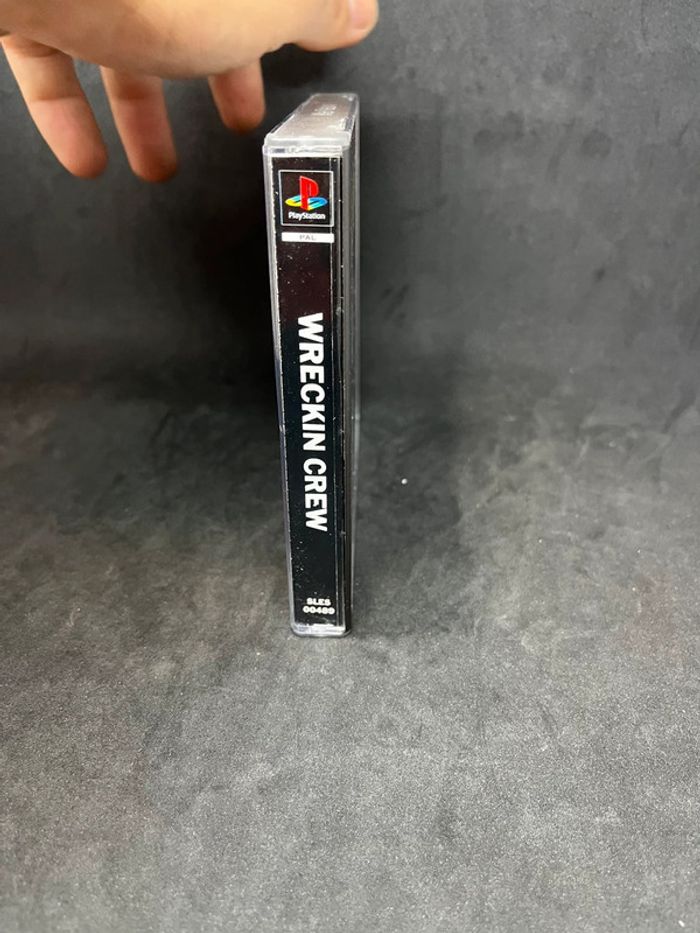 PlayStation
PAL
WRECKIN CREW
SLES
00489